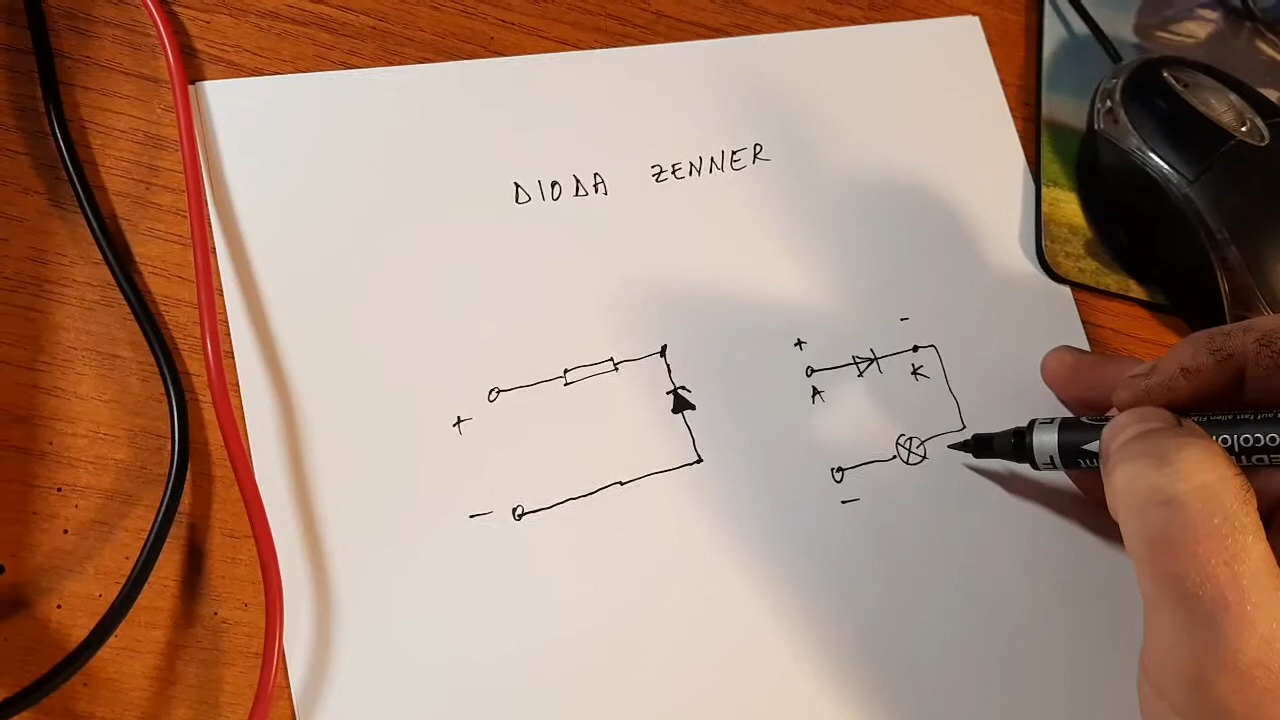 DIODA ZENNER
+ -
A K
+
-
-